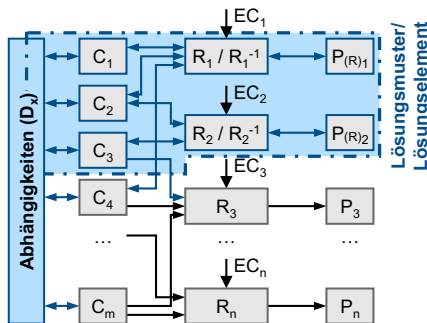 EC1
C1
R1 / R1-1
P(R)1
EC2
C2
R2 / R2-1
P(R)2
C3
EC3
C4
R3
P3
...
...
...
ECn
Cm
Rn
Pn
Abhängigkeiten (Dx)
Lösungsmuster/
Lösungselement